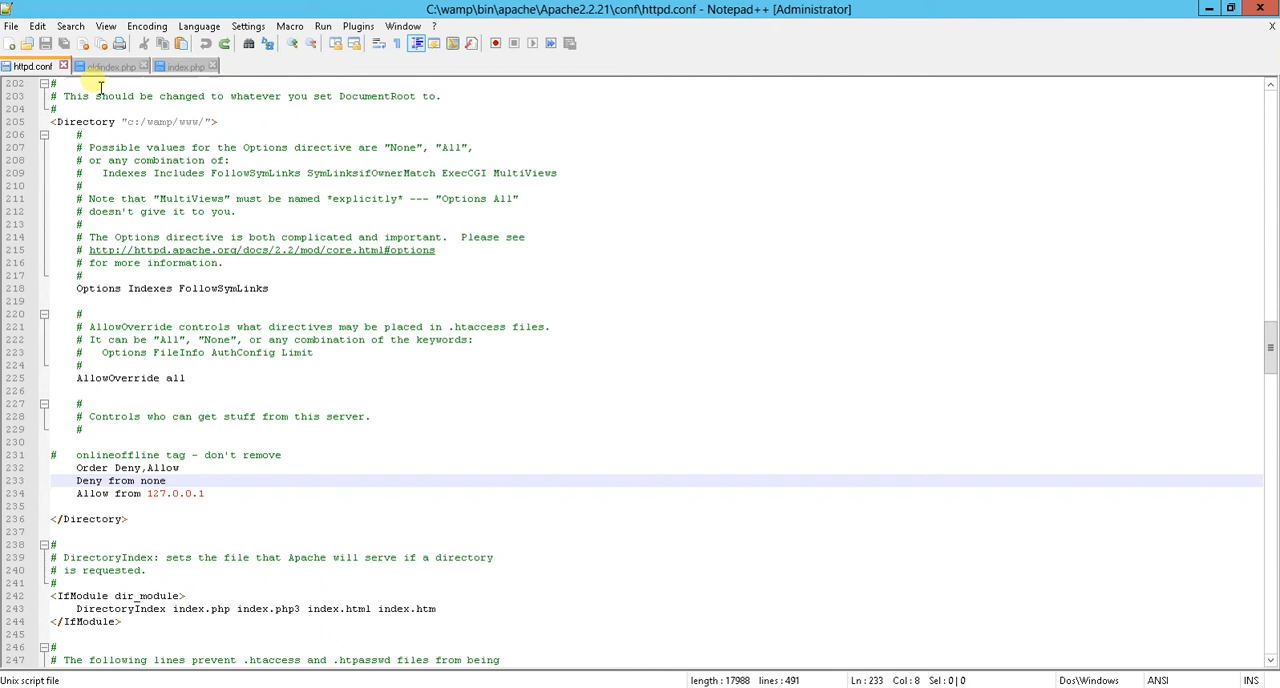 C:\wamp\bin\apache\Apache2.2.21\conf\httpd.conf - Notepad++ [Administrator]
File Edit Search View Encoding Language Settings Macro Run Plugins Window ? X
httpd.conf oldindex.php index.php
202 #
203 # This should be changed to whatever you set DocumentRoot to.
204 #
205 <Directory "c:/wamp/www/">
206 #
207 # Possible values for the Options directive are "None", "All",
208 # or any combination of:
209 # Indexes Includes FollowSymLinks SymLinksifOwnerMatch ExecCGI MultiViews
210 #
211 # Note that "MultiViews" must be named *explicitly* --- "Options All"
212 # doesn't give it to you.
213 #
214 # The Options directive is both complicated and important. Please see
215 # http://httpd.apache.org/docs/2.2/mod/core.html#options
216 # for more information.
217 #
218 Options Indexes FollowSymLinks
219
220 #
221 # AllowOverride controls what directives may be placed in .htaccess files.
222 # It can be "All", "None", or any combination of the keywords:
223 # Options FileInfo AuthConfig Limit
224 #
225 AllowOverride all
226
227 #
228 # Controls who can get stuff from this server.
229 #
230
231 # onlineoffline tag - don't remove
232 Order Deny,Allow
233 Deny from none
234 Allow from 127.0.0.1
235
236 </Directory>
237
238 #
239 # DirectoryIndex: sets the file that Apache will serve if a directory
240 # is requested.
241 #
242 <IfModule dir_module>
243 DirectoryIndex index.php index.php3 index.html index.htm
244 </IfModule>
245
246 #
247 # The following lines prevent .htaccess and .htpasswd files from being
Unix script file length : 17988 lines : 491 Ln : 233 Col : 8 Sel : 0 | 0 Dos\Windows ANSI INS